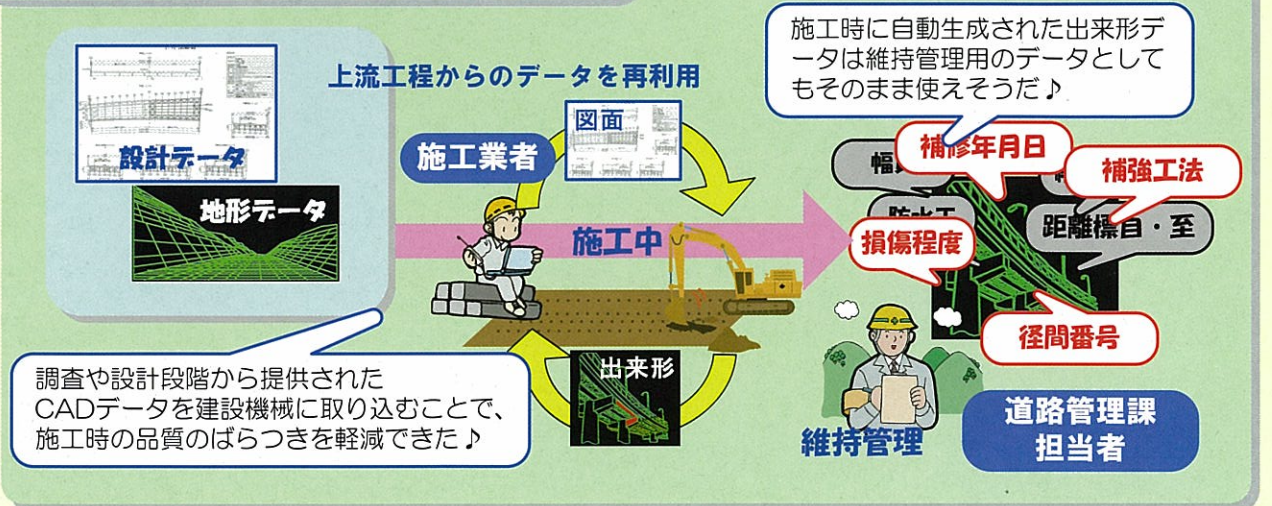 施工時に自動生成された出来形デ
ータは維持管理用のデータとして
もそのまま使えそうだ♪
上流工程からのデータを再利用
設計データ
地形データ
施工業者
図面
施工中
出来形
補修年月日
補強工法
距離標自・至
損傷程度
径間番号
調査や設計段階から提供された
CADデータを建設機械に取り込むことで、
施工時の品質のばらつきを軽減できた♪
維持管理
道路管理課
担当者